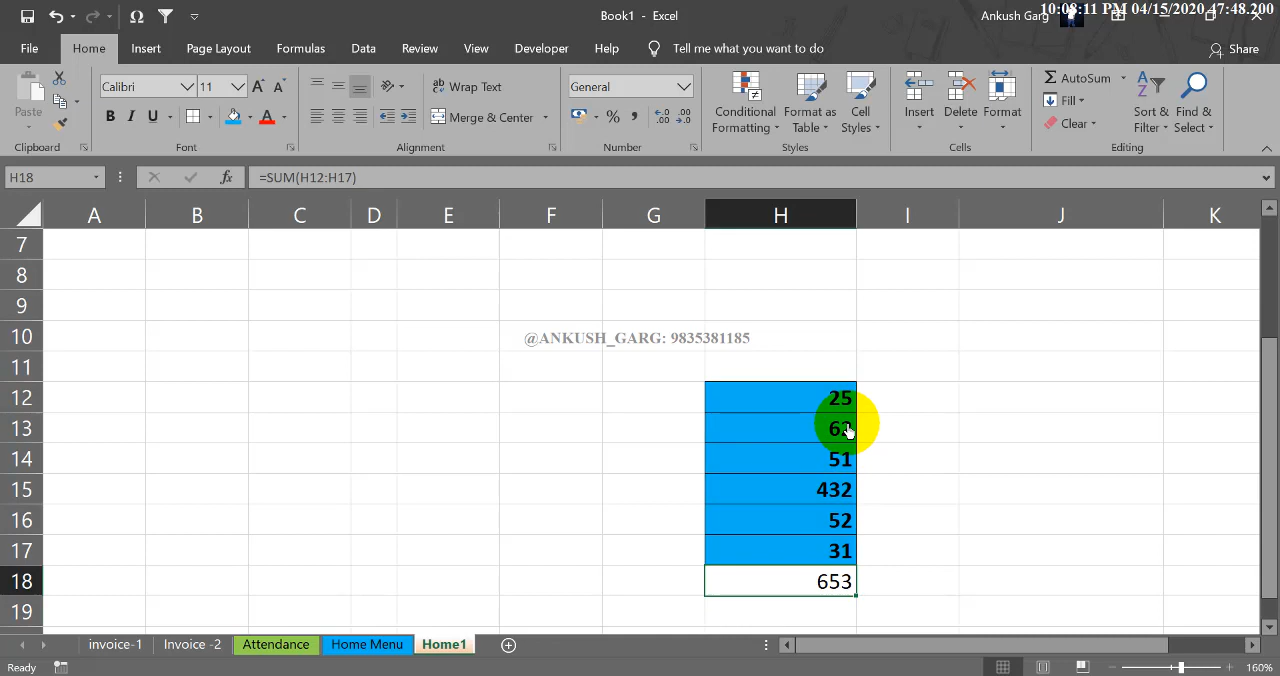 Book1 - Excel
Ankush Garg
10:08:11 PM 04/15/2020,47:48.200
File Home Insert Page Layout Formulas Data Review View Developer Help Tell me what you want to do Share
Paste
Calibri 11
B I U
Wrap Text
Merge & Center
General
Conditional Formatting
Format as Table
Cell Styles
Insert
Delete
Format
AutoSum
Fill
Clear
Sort & Filter
Find & Select
Clipboard Font Alignment Number Styles Cells Editing
H18 fx =SUM(H12:H17)
A B C D E F G H I J K
7
8
9
10 @ANKUSH_GARG: 9835381185
11
12 25
13
14 51
15 432
16 52
17 31
18 653
19
invoice-1 Invoice -2 Attendance Home Menu Home1
Ready 160%